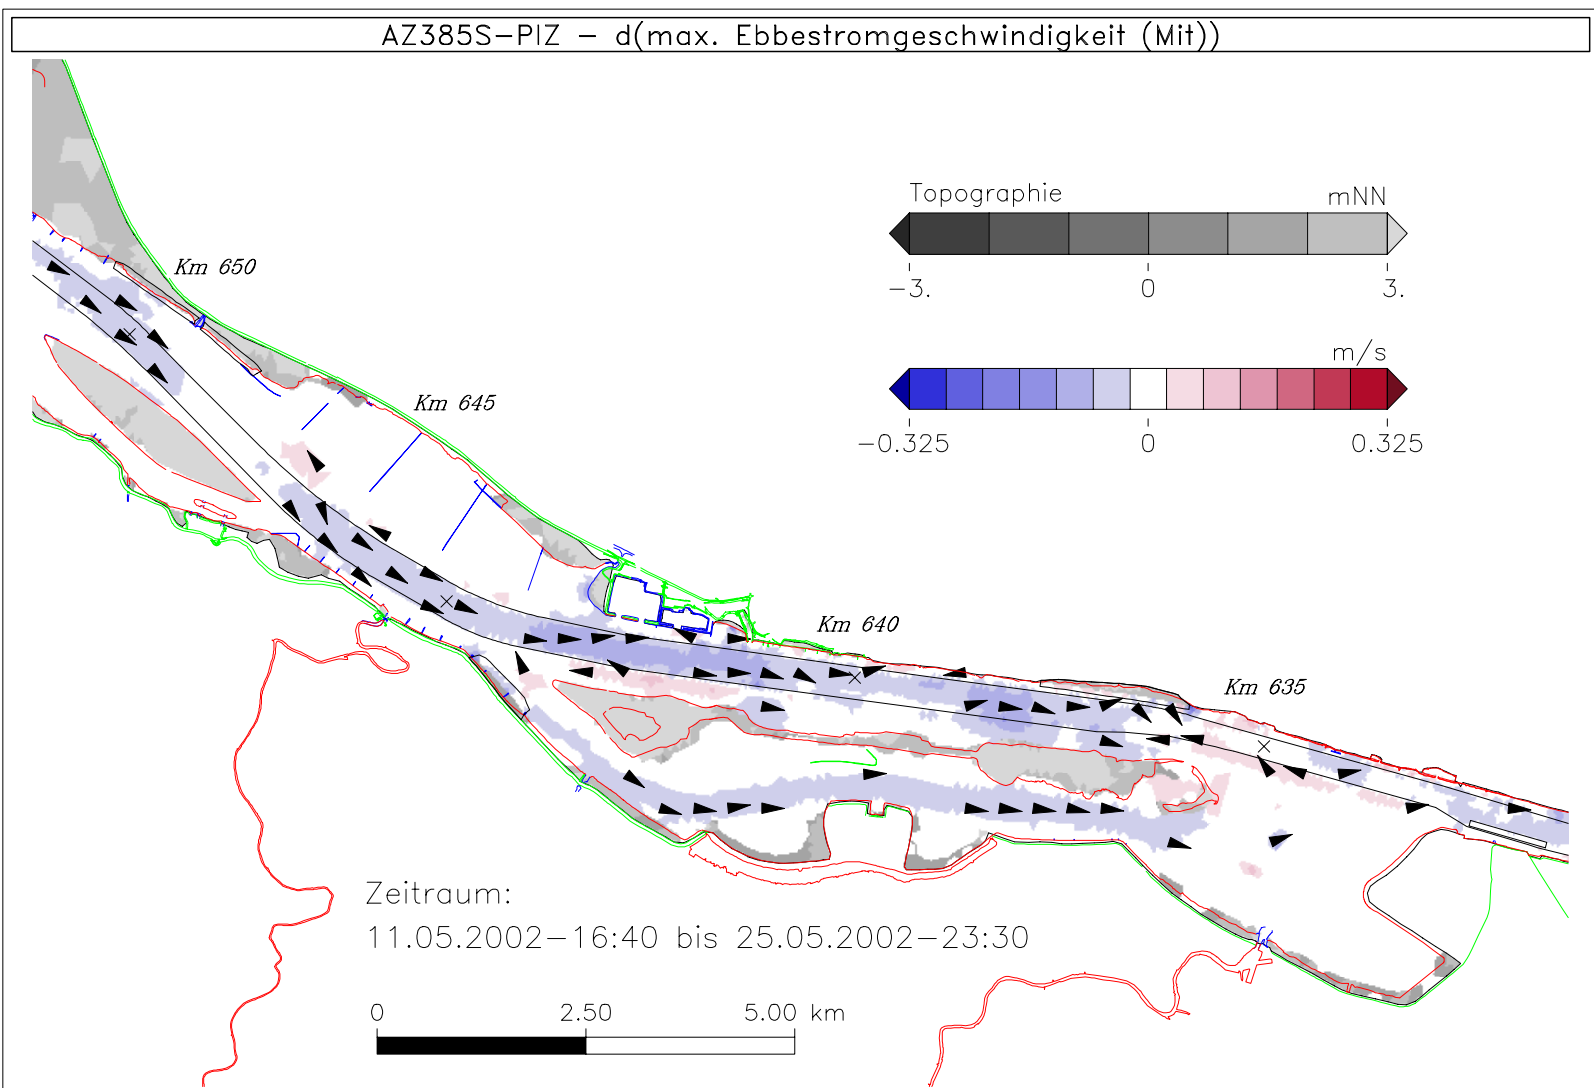 AZ385S-PIZ - d(max. Ebbestromgeschwindigkeit (Mit))
Topographie mNN
-3. 0 3.
m/s
-0.325 0 0.325
Km 650
Km 645
Km 640
Km 635
Zeitraum:
11.05.2002-16:40 bis 25.05.2002-23:30
0 2.50 5.00 km